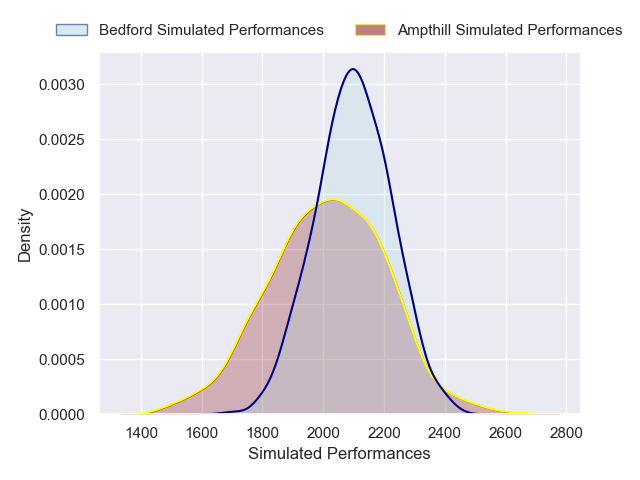 Bedford Simulated Performances
Ampthill Simulated Performances
0.0030
0.0025
0.0020
0.0015
0.0010
0.0005
0.0000
Density
1400 1600 1800 2000 2200 2400 2600 2800
Simulated Performances